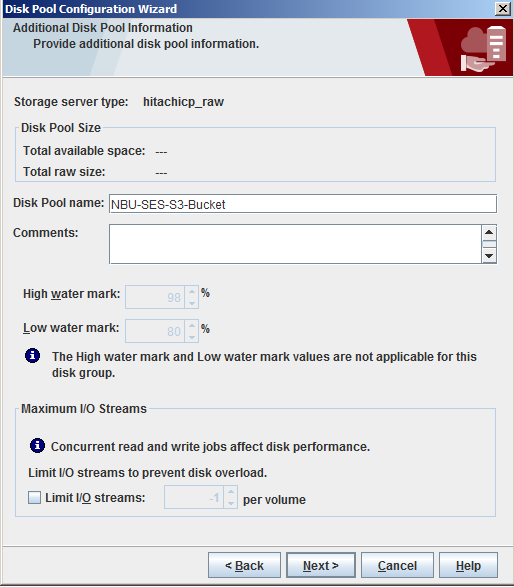 Disk Pool Configuration Wizard
Additional Disk Pool Information
Provide additional disk pool information.
Storage server type: hitachicp_raw
Disk Pool Size
Total available space: ---
Total raw size: ---
Disk Pool name: NBU-SES-S3-Bucket
Comments:
High water mark: 98 %
Low water mark: 80 %
The High water mark and Low water mark values are not applicable for this
disk group.
Maximum I/O Streams
Concurrent read and write jobs affect disk performance.
Limit I/O streams to prevent disk overload.
Limit I/O streams: -1 per volume
< Back Next > Cancel Help